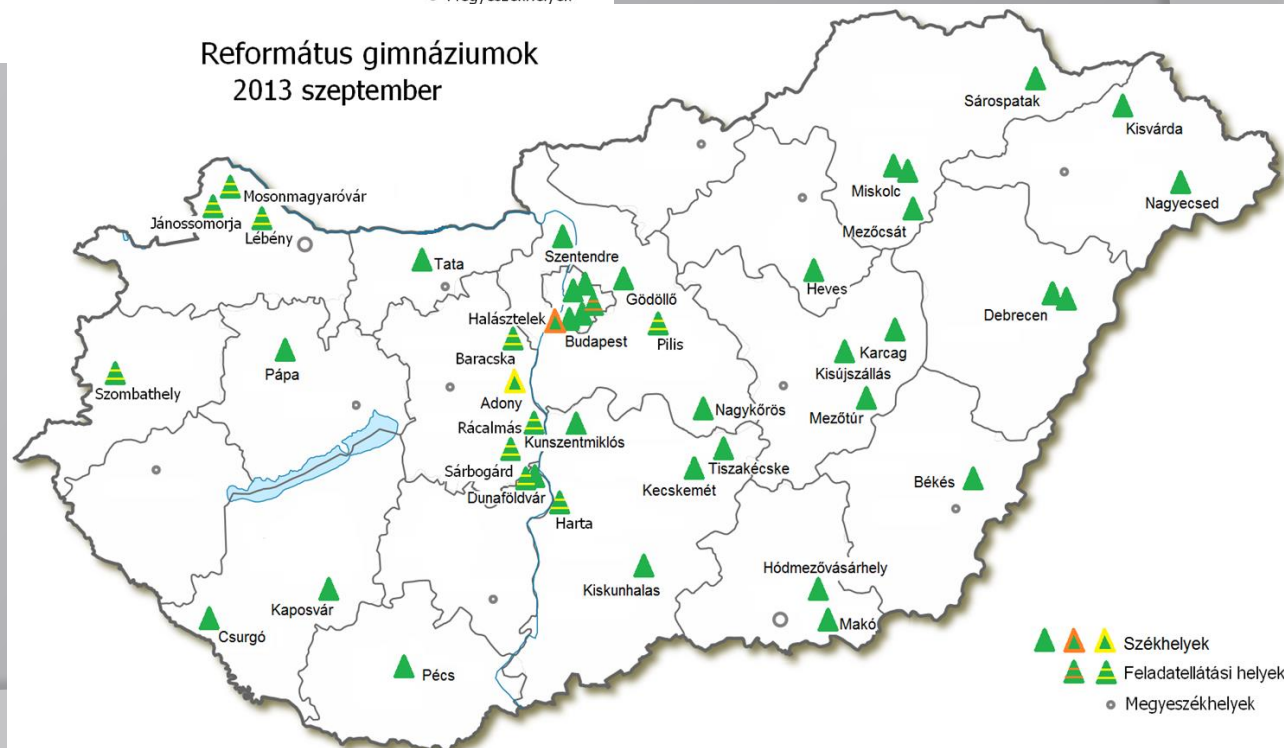 Megyeszékhelyek
Református gimnáziumok
2013 szeptember
Sárospatak
Kisvárda
Miskolc
Nagyecsed
Mosonmagyaróvár
Jánossomorja
Lébény
Mezőcsát
Szentendre
Tata
Heves
Gödöllő
Debrecen
Halásztelek
Budapest
Pilis
Karcag
Baracska
Kisújszállás
Pápa
Szombathely
Adony
Mezőtúr
Nagykőrös
Rácalmás
Kunszentmiklós
Tiszakécske
Sárbogárd
Kecskemét
Békés
Dunaföldvár
Harta
Hódmezővásárhely
Kiskunhalas
Kaposvár
Makó
Csurgó
Pécs
Székhelyek
Feladatellátási helyek
Megyeszékhelyek